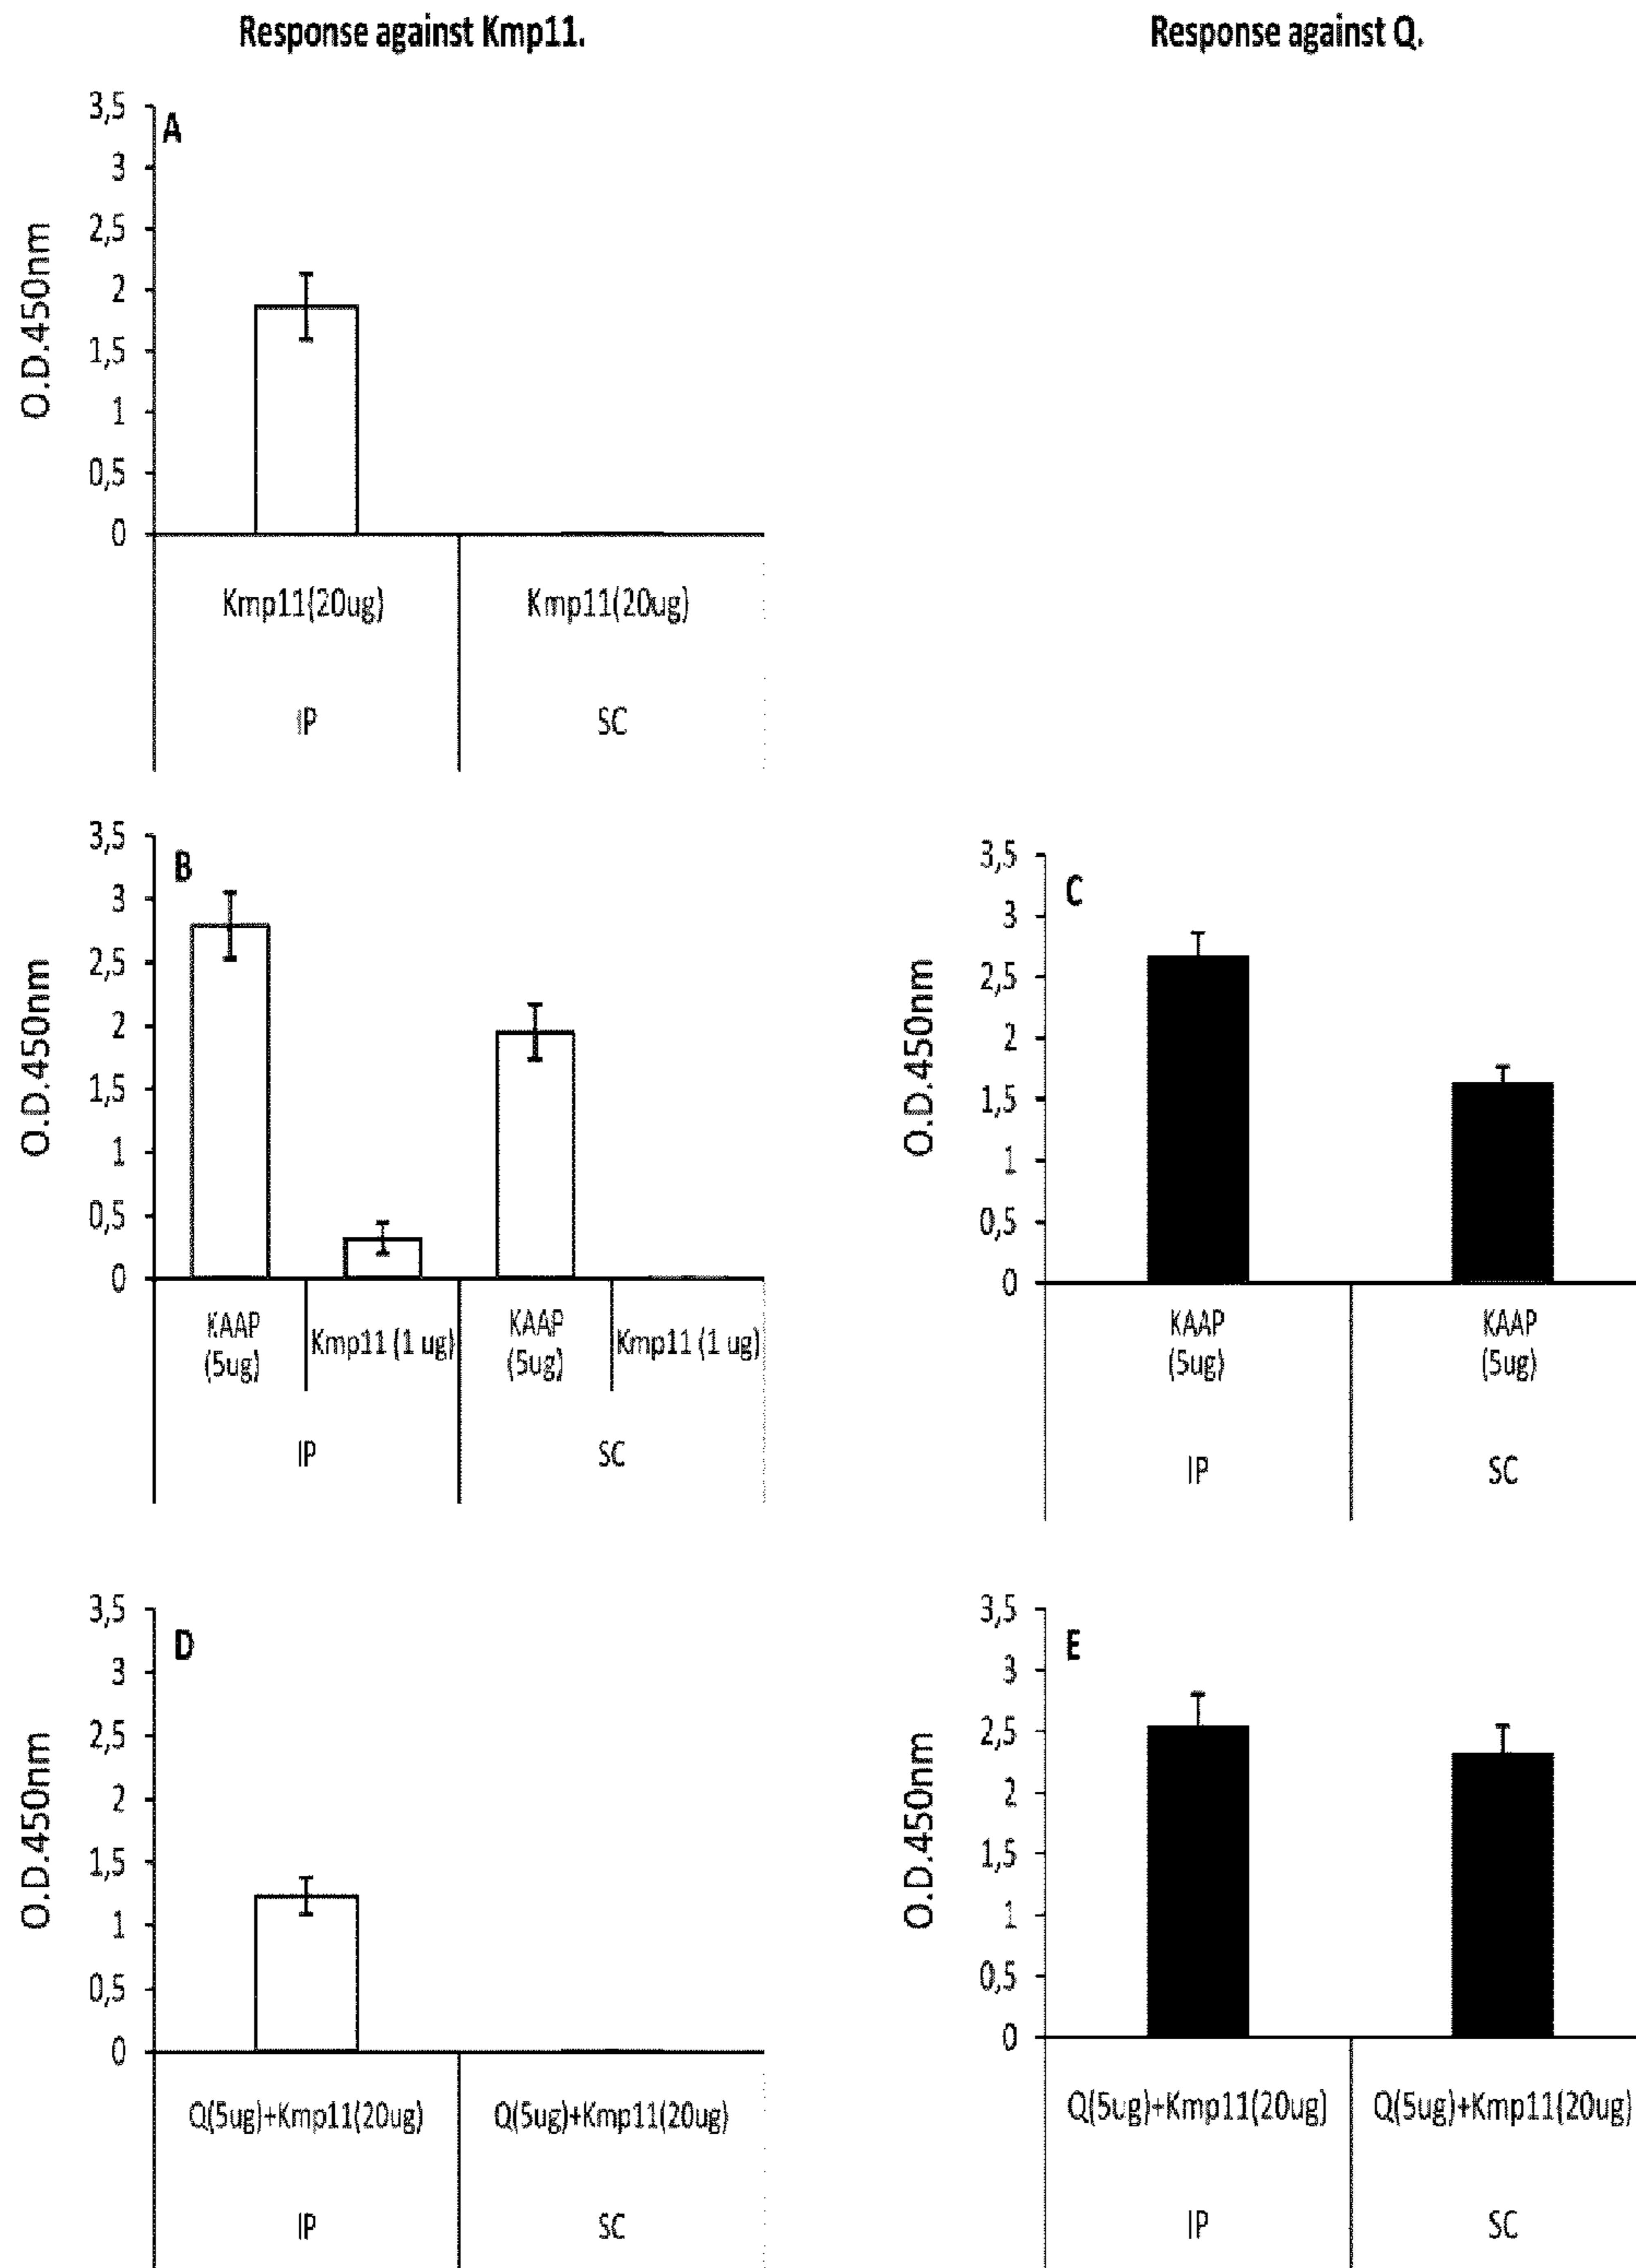 Response against Kmp11.
Response against Q.
A
3,5
3
2,5
2
1,5
1
0,5
0
O.D.450nm
Kmp11(20ug)
Kmp11(20ug)
IP
SC
B
3,5
3
2,5
2
1,5
1
0,5
0
O.D.450nm
KAAP
(5ug)
Kmp11 (1 ug)
KAAP
(5ug)
Kmp11 (1 ug)
IP
SC
C
3,5
3
2,5
2
1,5
1
0,5
0
O.D.450nm
KAAP
(5ug)
KAAP
(5ug)
IP
SC
D
3,5
3
2,5
2
1,5
1
0,5
0
O.D.450nm
Q(5ug)+Kmp11(20ug)
Q(5ug)+Kmp11(20ug)
IP
SC
E
3,5
3
2,5
2
1,5
1
0,5
0
O.D.450nm
Q(5ug)+Kmp11(20ug)
Q(5ug)+Kmp11(20ug)
IP
SC